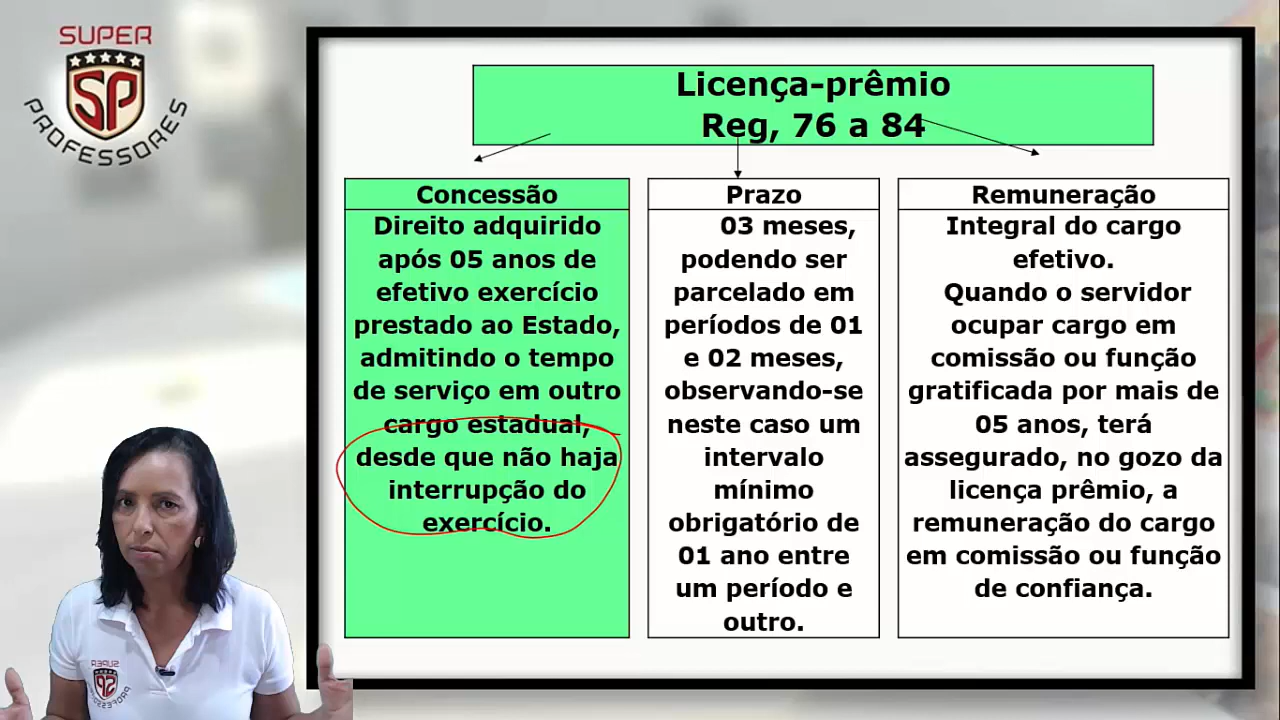 SUPER
SP
PROFESSORES
Licença-prêmio
Reg, 76 a 84
Concessão
Direito adquirido
após 05 anos de
efetivo exercício
prestado ao Estado,
admitindo o tempo
de serviço em outro
cargo estadual,
desde que não haja
interrupção do
exercício.
Prazo
03 meses,
podendo ser
parcelado em
períodos de 01
e 02 meses,
observando-se
neste caso um
intervalo
mínimo
obrigatório de
01 ano entre
um período e
outro.
Remuneração
Integral do cargo
efetivo.
Quando o servidor
ocupar cargo em
comissão ou função
gratificada por mais de
05 anos, terá
assegurado, no gozo da
licença prêmio, a
remuneração do cargo
em comissão ou função
de confiança.
SUPER
SP